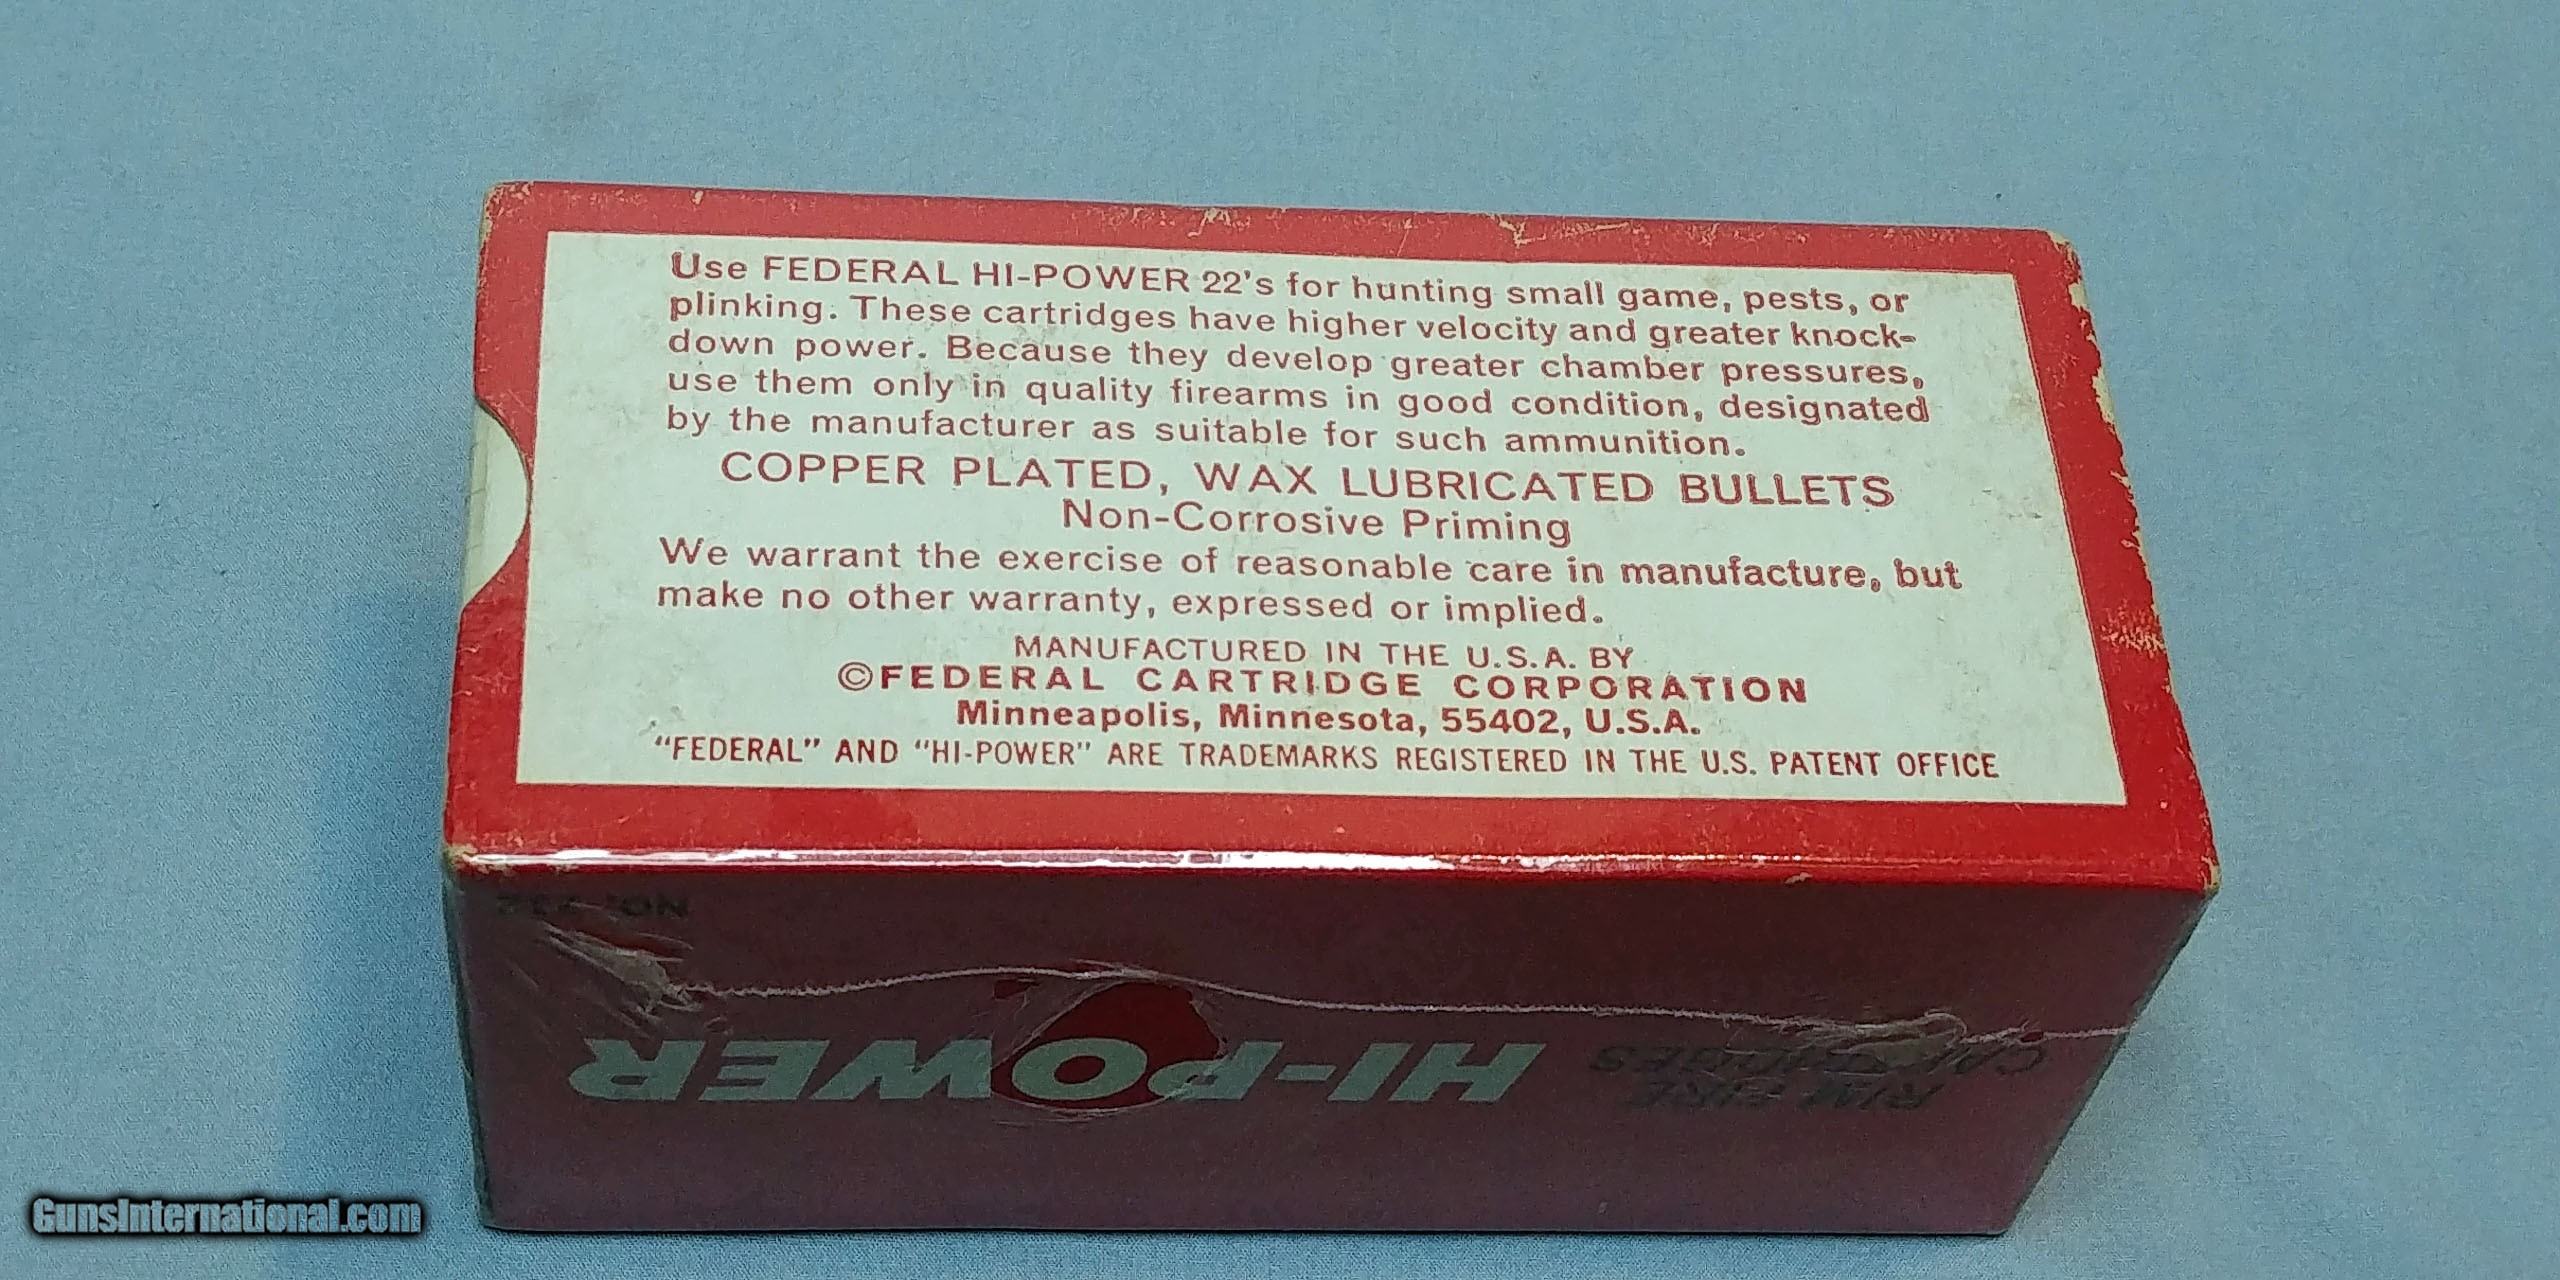 Use FEDERAL HI-POWER 22's for hunting small game, pests, or
plinking. These cartridges have higher velocity and greater knock-
down power. Because they develop greater chamber pressures,
use them only in quality firearms in good condition, designated
by the manufacturer as suitable for such ammunition.
COPPER PLATED, WAX LUBRICATED BULLETS
Non-Corrosive Priming
We warrant the exercise of reasonable care in manufacture, but
make no other warranty, expressed or implied.
MANUFACTURED IN THE U.S.A. BY
©FEDERAL CARTRIDGE CORPORATION
Minneapolis, Minnesota, 55402, U.S.A.
"FEDERAL" AND "HI-POWER" ARE TRADEMARKS REGISTERED IN THE U.S. PATENT OFFICE
NO.
HI-POWER
RIM FIRE
CARTRIDGES
GunsInternational.com